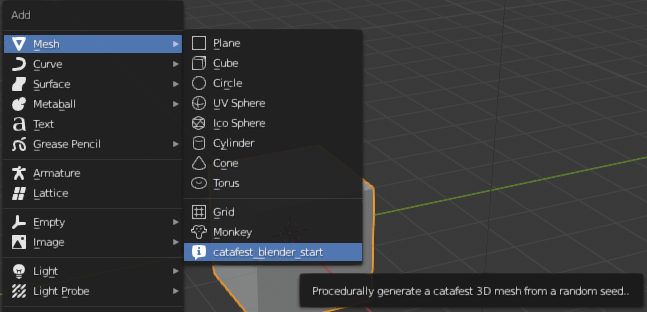 Add
Mesh
Curve
Surface
Metaball
Text
Grease Pencil
Armature
Lattice
Empty
Image
Light
Light Probe
Plane
Cube
Circle
UV Sphere
Ico Sphere
Cylinder
Cone
Torus
Grid
Monkey
catafest_blender_start
Procedurally generate a catafest 3D mesh from a random seed..